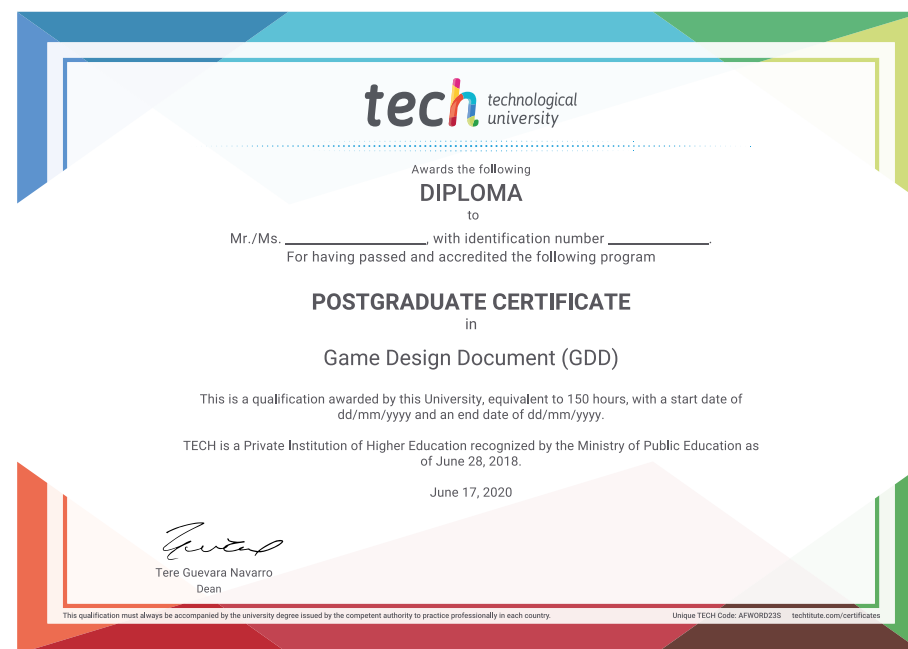 tech technological
university
Awards the following
DIPLOMA
to
Mr./Ms. ____________________, with identification number ______________.
For having passed and accredited the following program
POSTGRADUATE CERTIFICATE
in
Game Design Document (GDD)
This is a qualification awarded by this University, equivalent to 150 hours, with a start date of
dd/mm/yyyy and an end date of dd/mm/yyyy.
TECH is a Private Institution of Higher Education recognized by the Ministry of Public Education as
of June 28, 2018.
June 17, 2020
Tere Guevara Navarro
Dean
This qualification must always be accompanied by the university degree issued by the competent authority to practice professionally in each country. Unique TECH Code: AFWORD23S techtitute.com/certificates